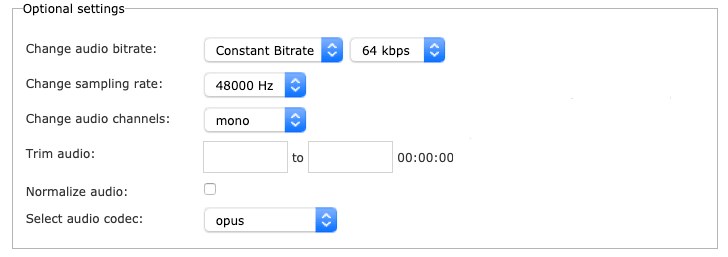 Optional settings
Change audio bitrate: Constant Bitrate 64 kbps
Change sampling rate: 48000 Hz
Change audio channels: mono
Trim audio: to 00:00:00
Normalize audio:
Select audio codec: opus